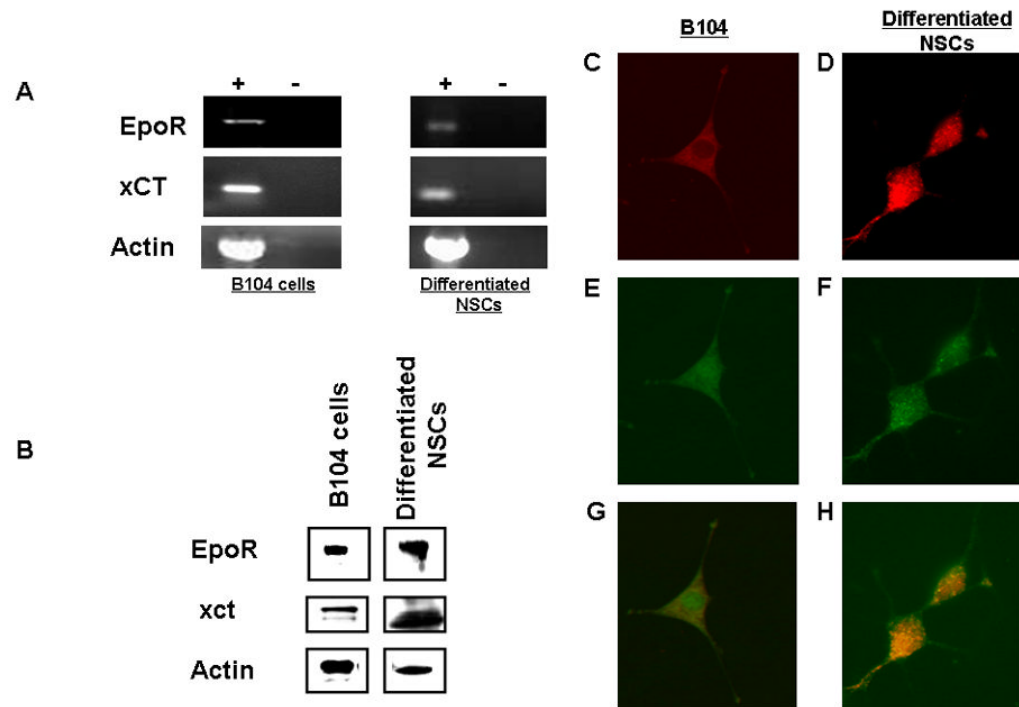 A
+ -
+ -
EpoR
xCT
Actin
B104 cells
Differentiated
NSCs
B
B104 cells
Differentiated
NSCs
EpoR
xct
Actin
B104
Differentiated
NSCs
C
D
E
F
G
H